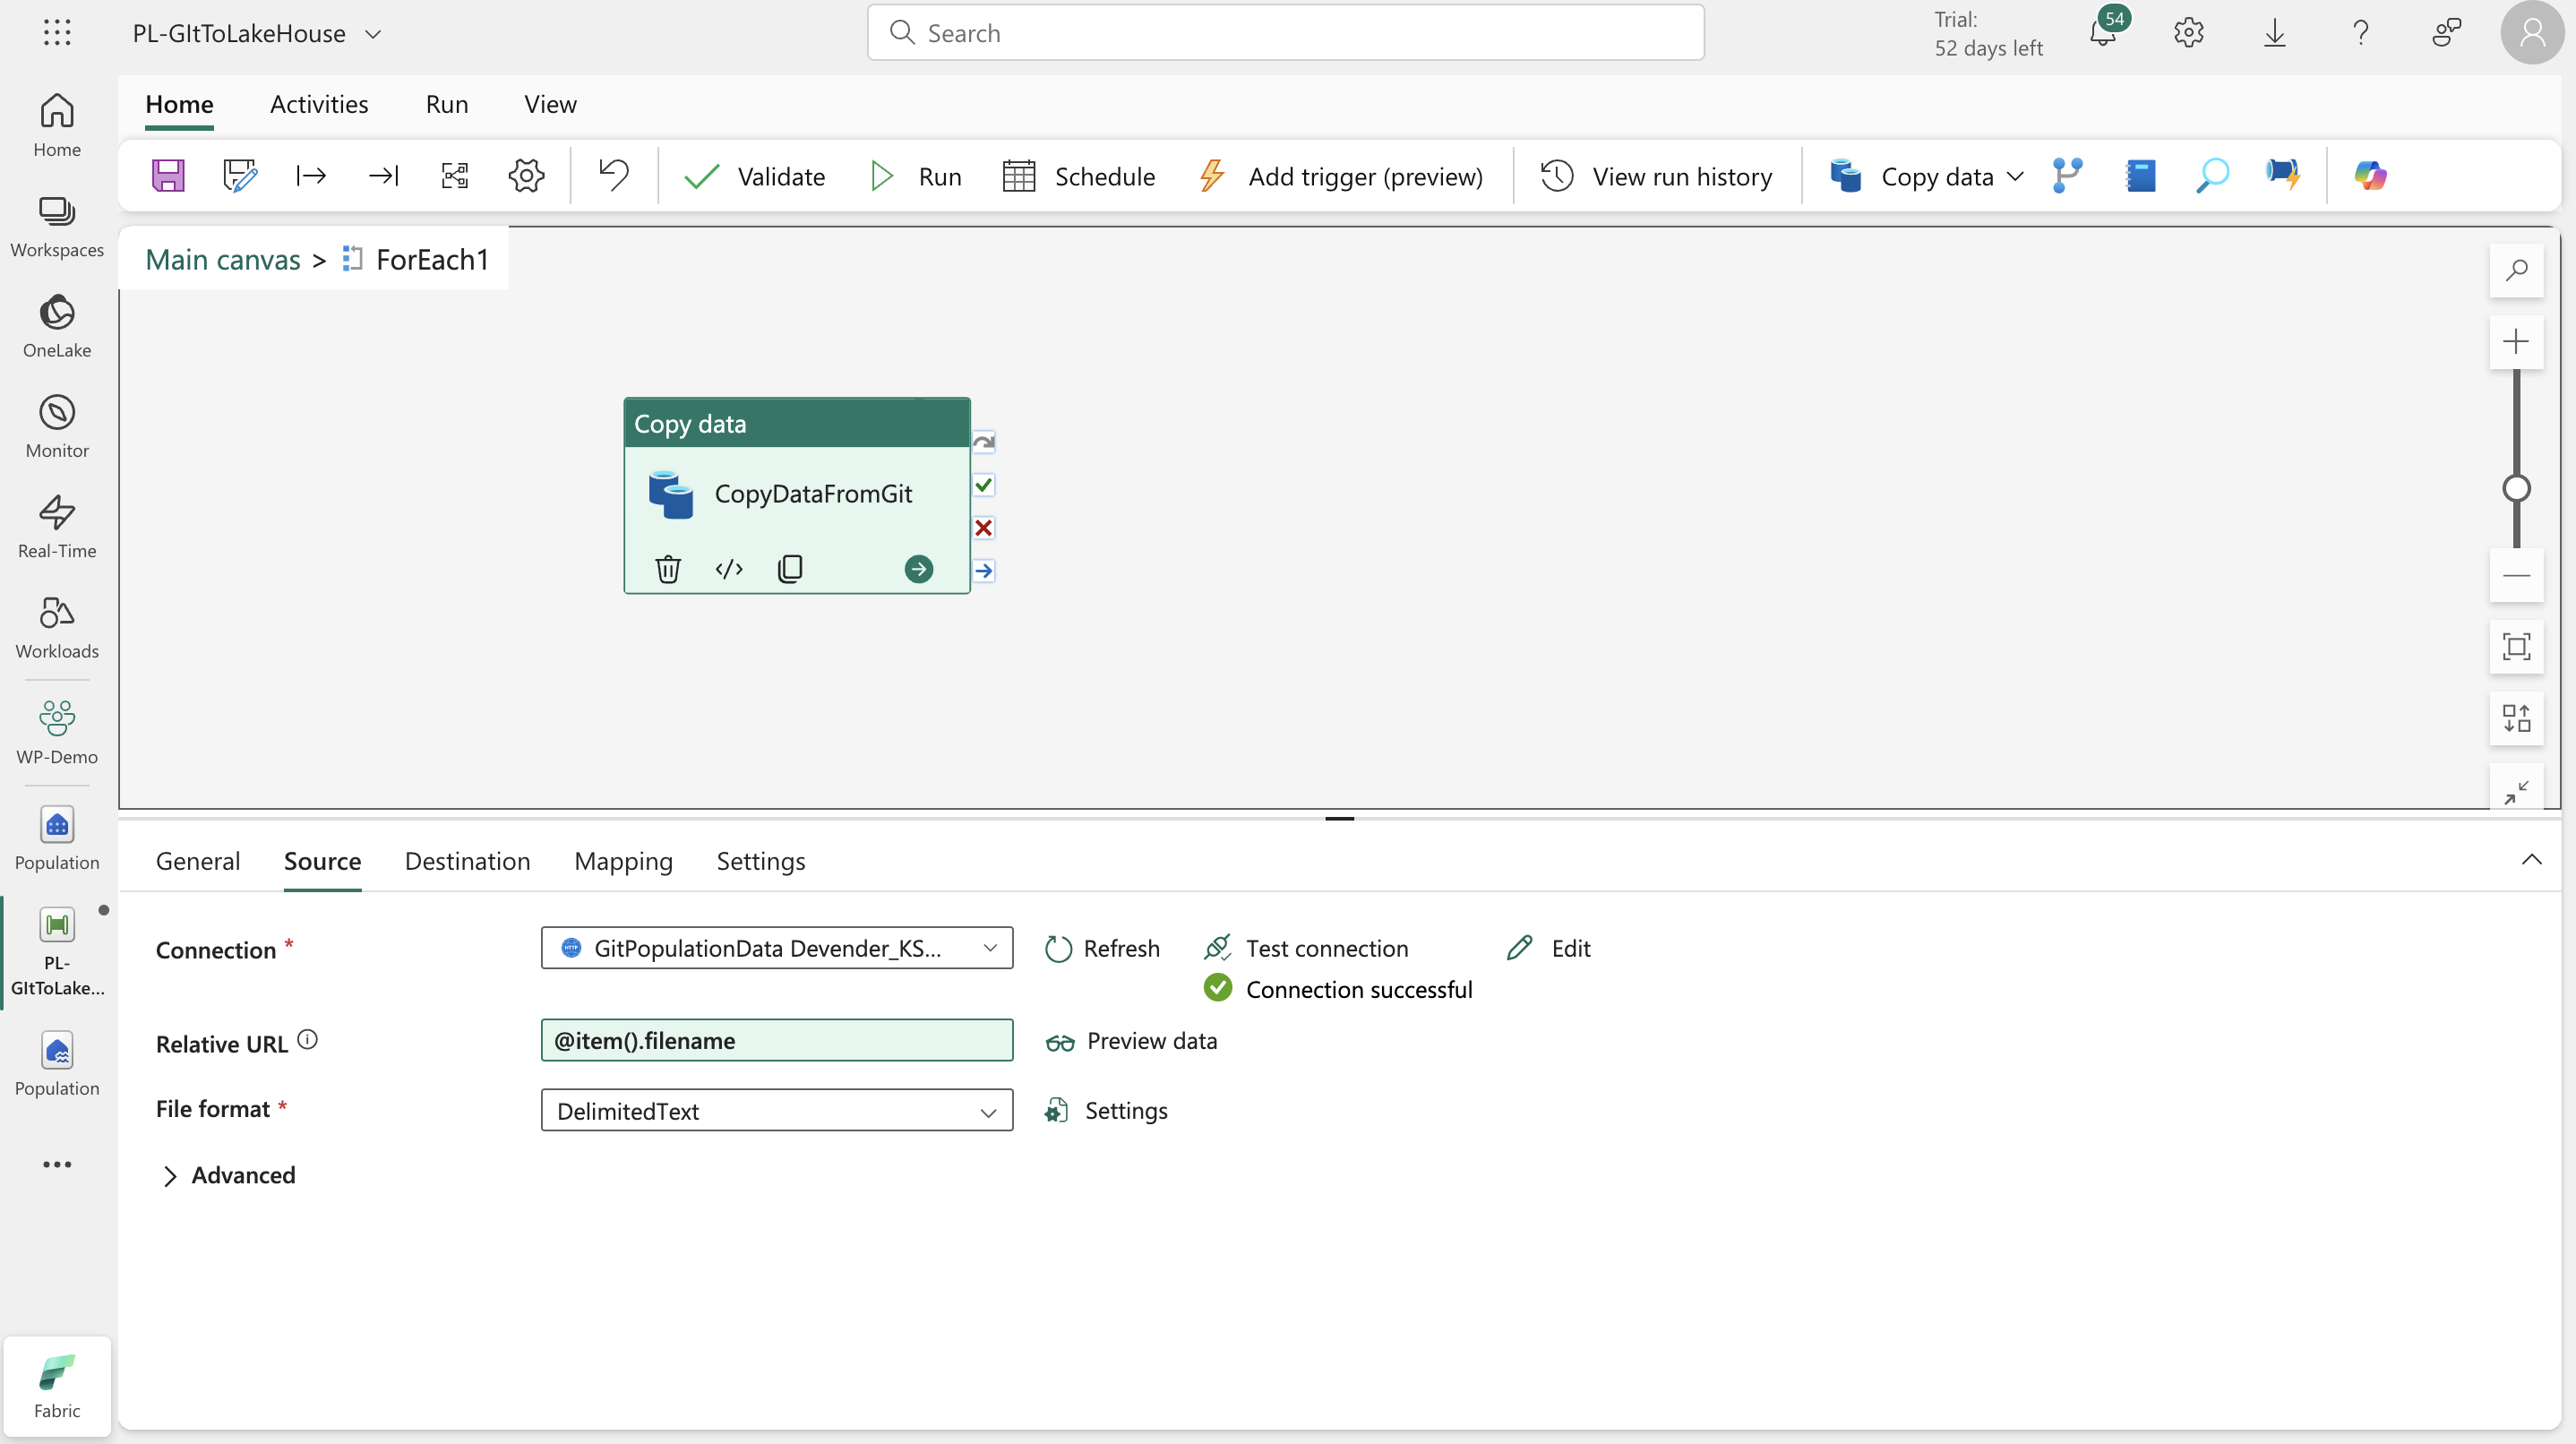 PL-GItToLakeHouse
Search
Trial:
52 days left
54
Home
Activities
Run
View
Validate
Run
Schedule
Add trigger (preview)
View run history
Copy data
Home
Workspaces
OneLake
Monitor
Real-Time
Workloads
WP-Demo
Population
PL-
GItToLake...
Population
Fabric
Main canvas > ForEach1
Copy data
CopyDataFromGit
General
Source
Destination
Mapping
Settings
Connection *
HTTP
GitPopulationData Devender_KS...
Refresh
Test connection
Edit
Connection successful
Relative URL
@item().filename
Preview data
File format *
DelimitedText
Settings
Advanced